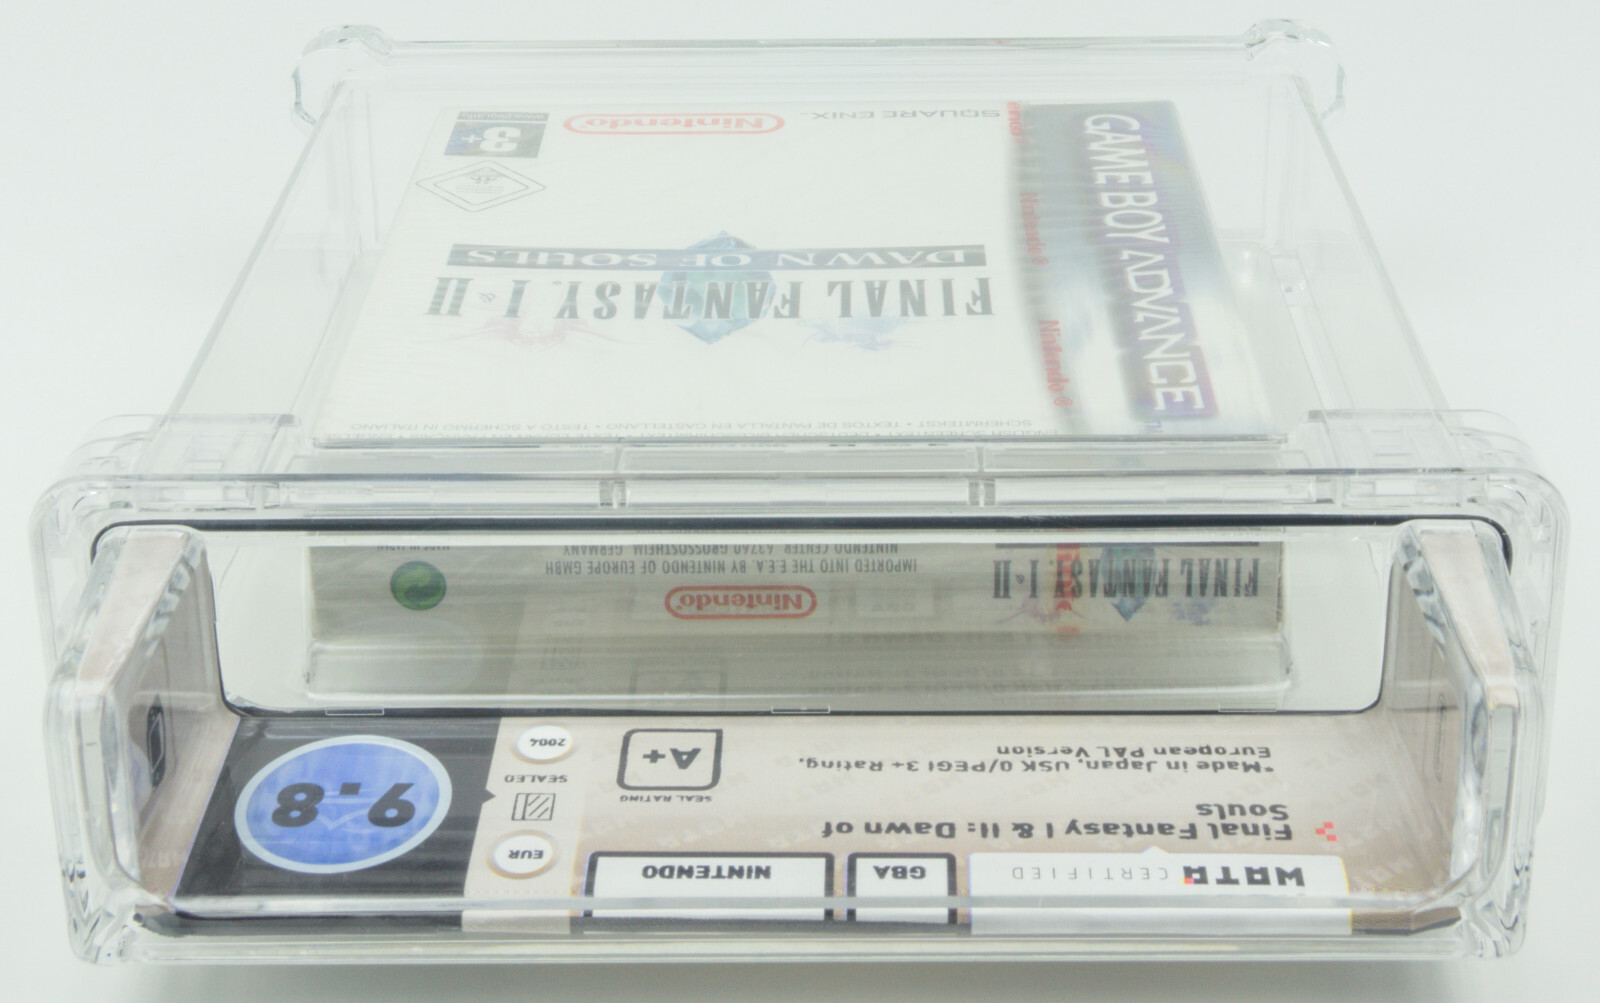 WATA CERTIFIED
GBA
NINTENDO
EUR
Final Fantasy I & II: Dawn of
Souls
*Made in Japan, USK 0/PEGI 3+ Rating,
European PAL Version
SEAL RATING
A+
SEALED
2004
9.8
FINAL FANTASY I & II
Nintendo
IMPORTED INTO THE E.E.A. BY NINTENDO OF EUROPE GMBH
NINTENDO CENTER, 63760 GROSSOSTHEIM, GERMANY
SCHERMTEKST • TEXTOS DE PANTALLA EN CASTELLANO • TESTO A SCHERMO IN ITALIANO
GAME BOY ADVANCE
Nintendo®
Nintendo®
FINAL FANTASY. I & II
DAWN OF SOULS
SQUARE ENIX™
Nintendo
3+